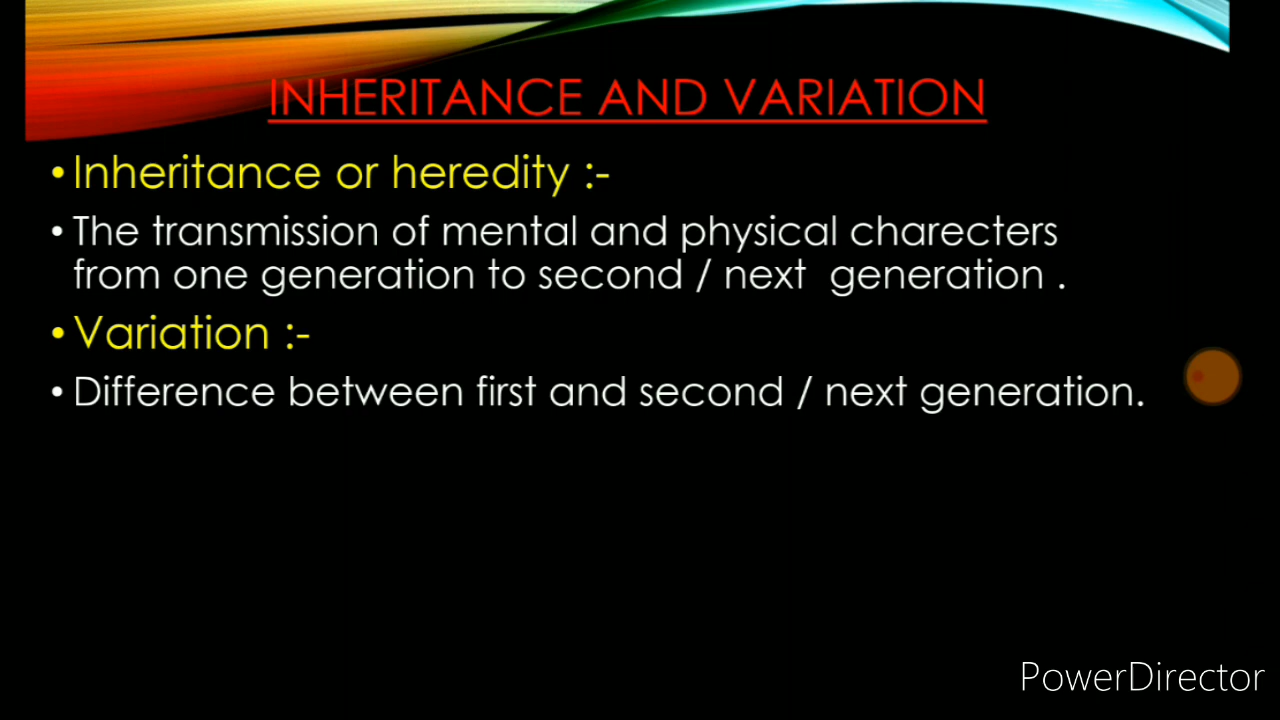 INHERITANCE AND VARIATION
• Inheritance or heredity :-
• The transmission of mental and physical charecters
from one generation to second / next generation .
• Variation :-
• Difference between first and second / next generation.
PowerDirector